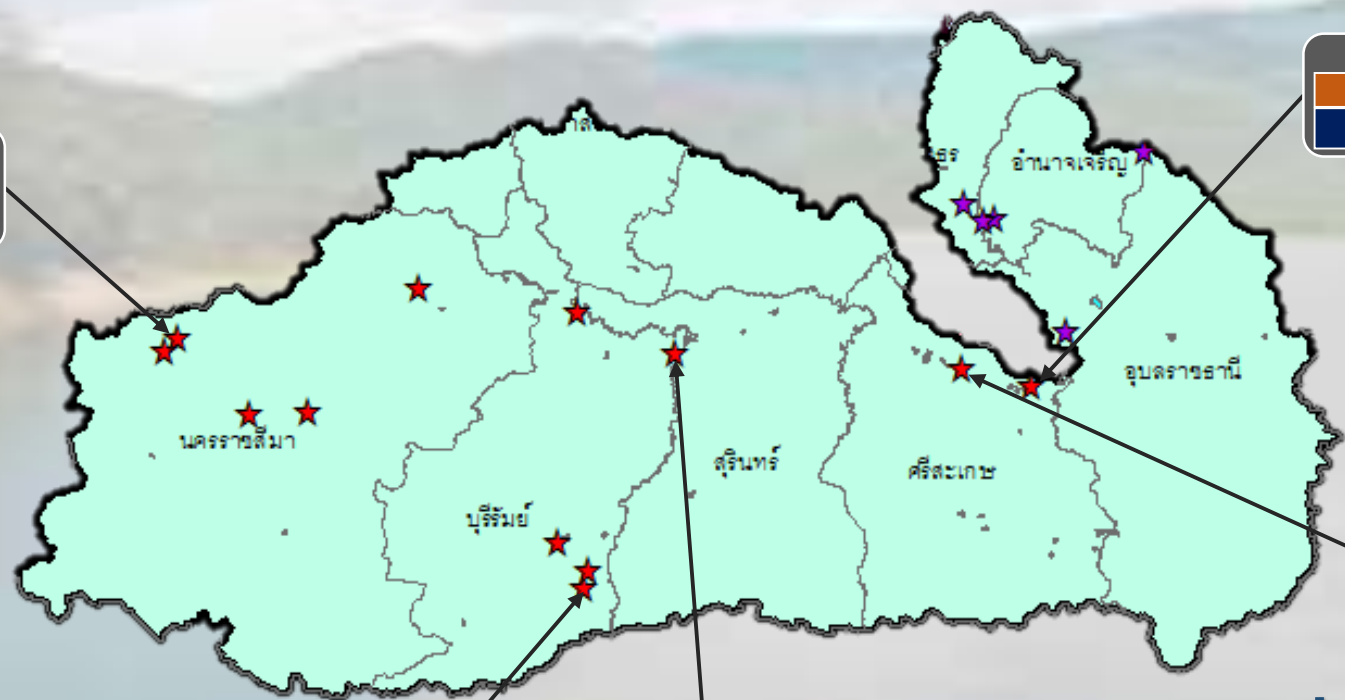 อำนาจเจริญ
อุบลราชธานี
นครราชสีมา
สุรินทร์
ศรีสะเกษ
บุรีรัมย์